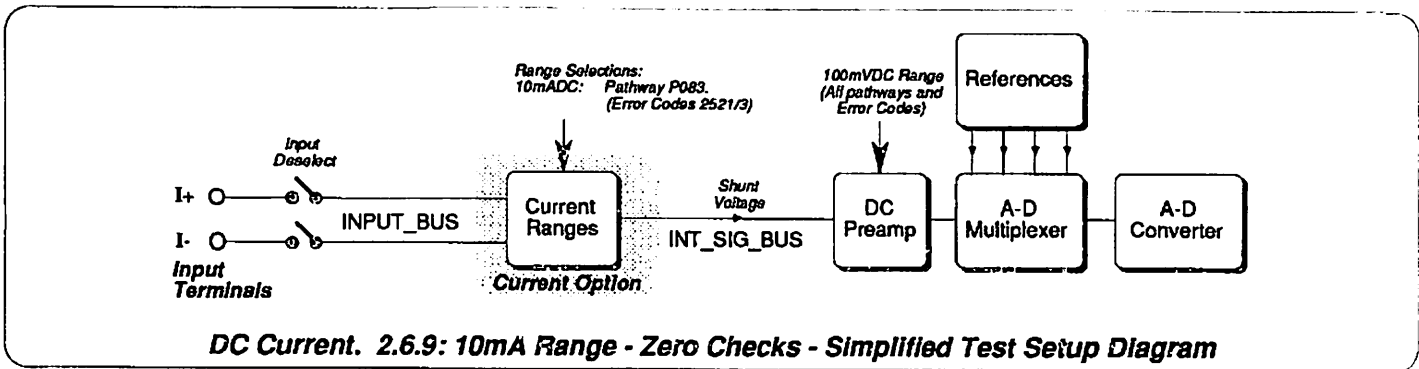 Range Selections:
10mADC: Pathway P083.
(Error Codes 2521/3)
100mVDC Range
(All pathways and
Error Codes)
References
Input
Deselect
I+
I-
INPUT_BUS
Input
Terminals
Current
Ranges
Current Option
Shunt
Voltage
INT_SIG_BUS
DC
Preamp
A-D
Multiplexer
A-D
Converter
DC Current. 2.6.9: 10mA Range - Zero Checks - Simplified Test Setup Diagram